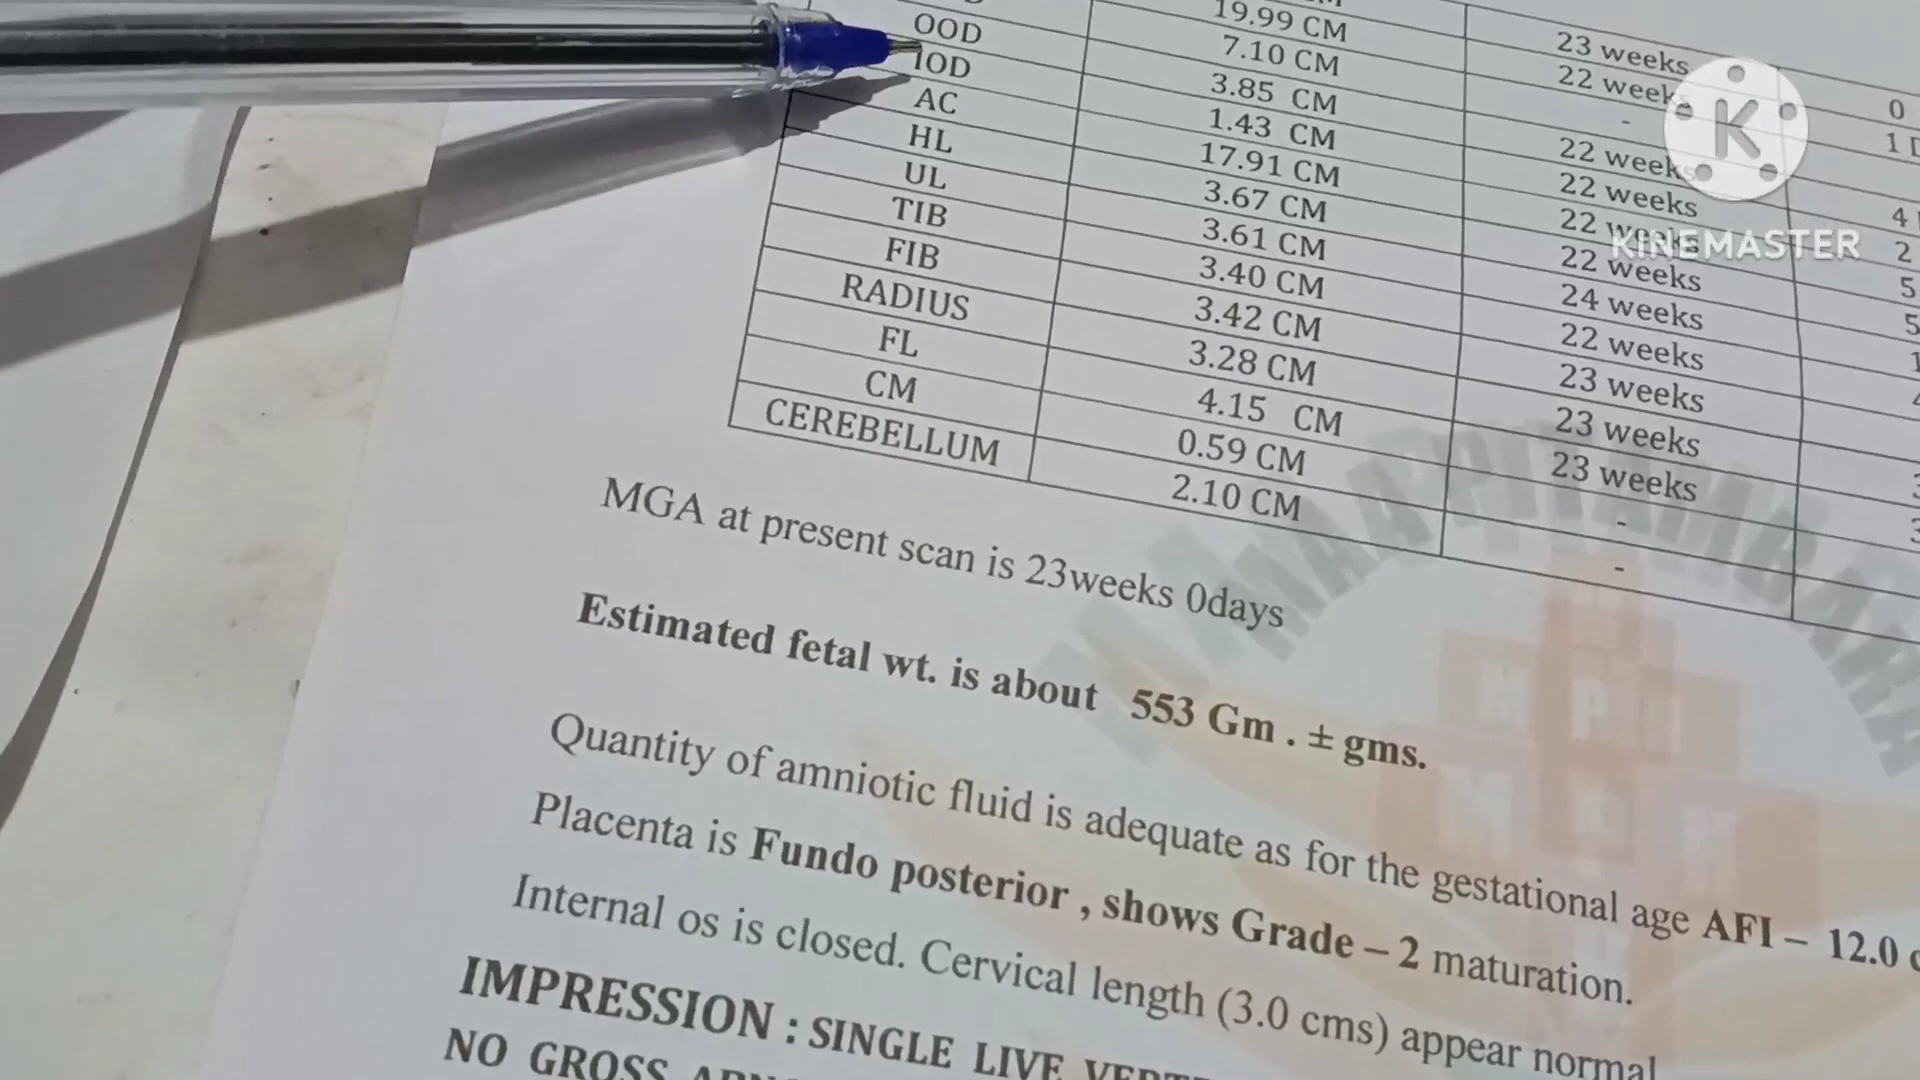 23 weeks 0
19.99 CM 22 weeks 1
7.10 CM -
OOD 3.85 CM 22 weeks 4
IOD 1.43 CM 22 weeks 2
AC 17.91 CM 22 weeks 5
HL 3.67 CM 22 weeks 5
UL 3.61 CM 24 weeks 1
TIB 3.40 CM 22 weeks
FIB 3.42 CM 23 weeks
RADIUS 3.28 CM 23 weeks
FL 4.15 CM 23 weeks
CM 0.59 CM -
CEREBELLUM 2.10 CM -
MGA at present scan is 23weeks 0days
Estimated fetal wt. is about 553 Gm . ± gms.
Quantity of amniotic fluid is adequate as for the gestational age AFI – 12.0
Placenta is Fundo posterior , shows Grade – 2 maturation.
Internal os is closed. Cervical length (3.0 cms) appear normal
IMPRESSION : SINGLE LIVE
NO GROSS
K
KINEMASTER